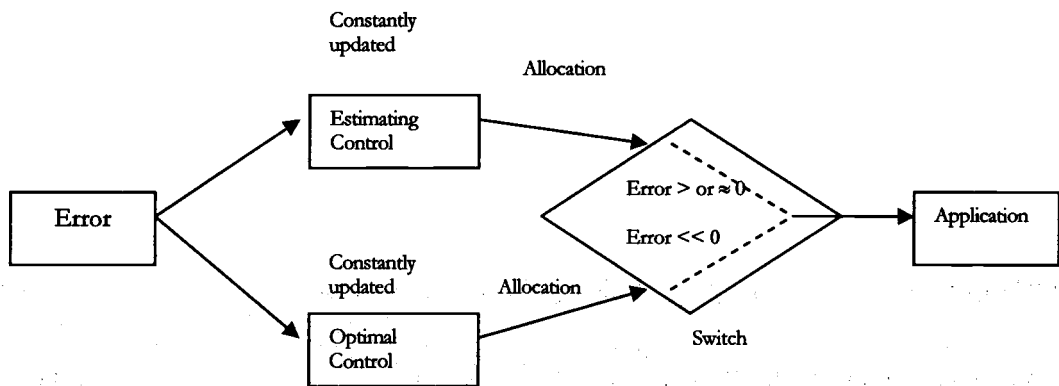 Constantly
updated
Allocation
Estimating
Control
Error
Error > or ≈ 0
Error << 0
Application
Constantly
updated
Allocation
Optimal
Control
Switch